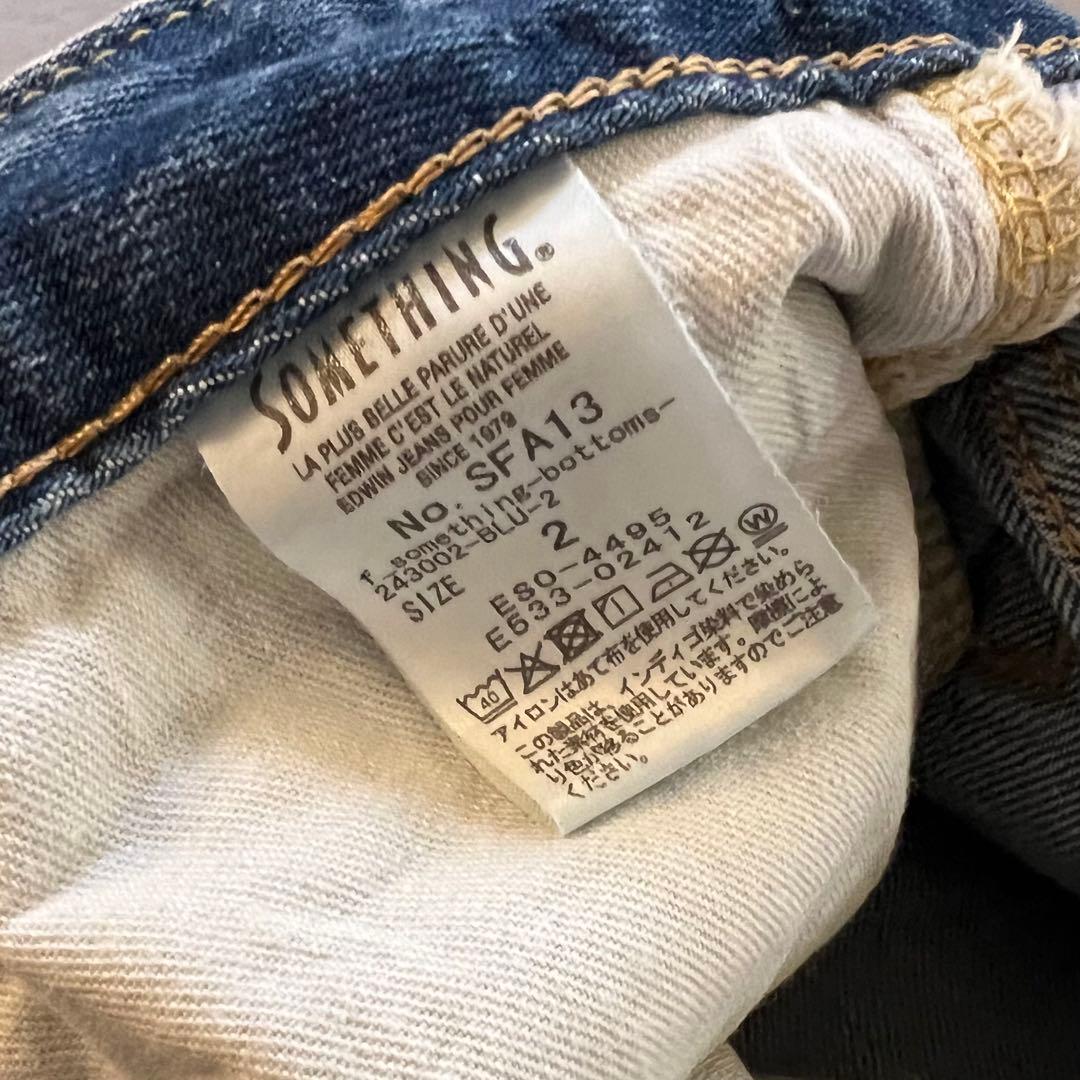 SOMETHING®
LA PLUS BELLE PARURE D'UNE
FEMME C'EST LE NATUREL
EDWIN JEANS POUR FEMME
SINCE 1979
No. SFA13
f_something-bottoms-
243002-BLU-2
SIZE 2
E80-4495
E633-0242
40 1 W
アイロンはあて布を使用してください。
この製品は、インディゴ染料で染めら
れた素材を使用しています。摩擦によ
り色が移ることがありますのでご注意
ください。